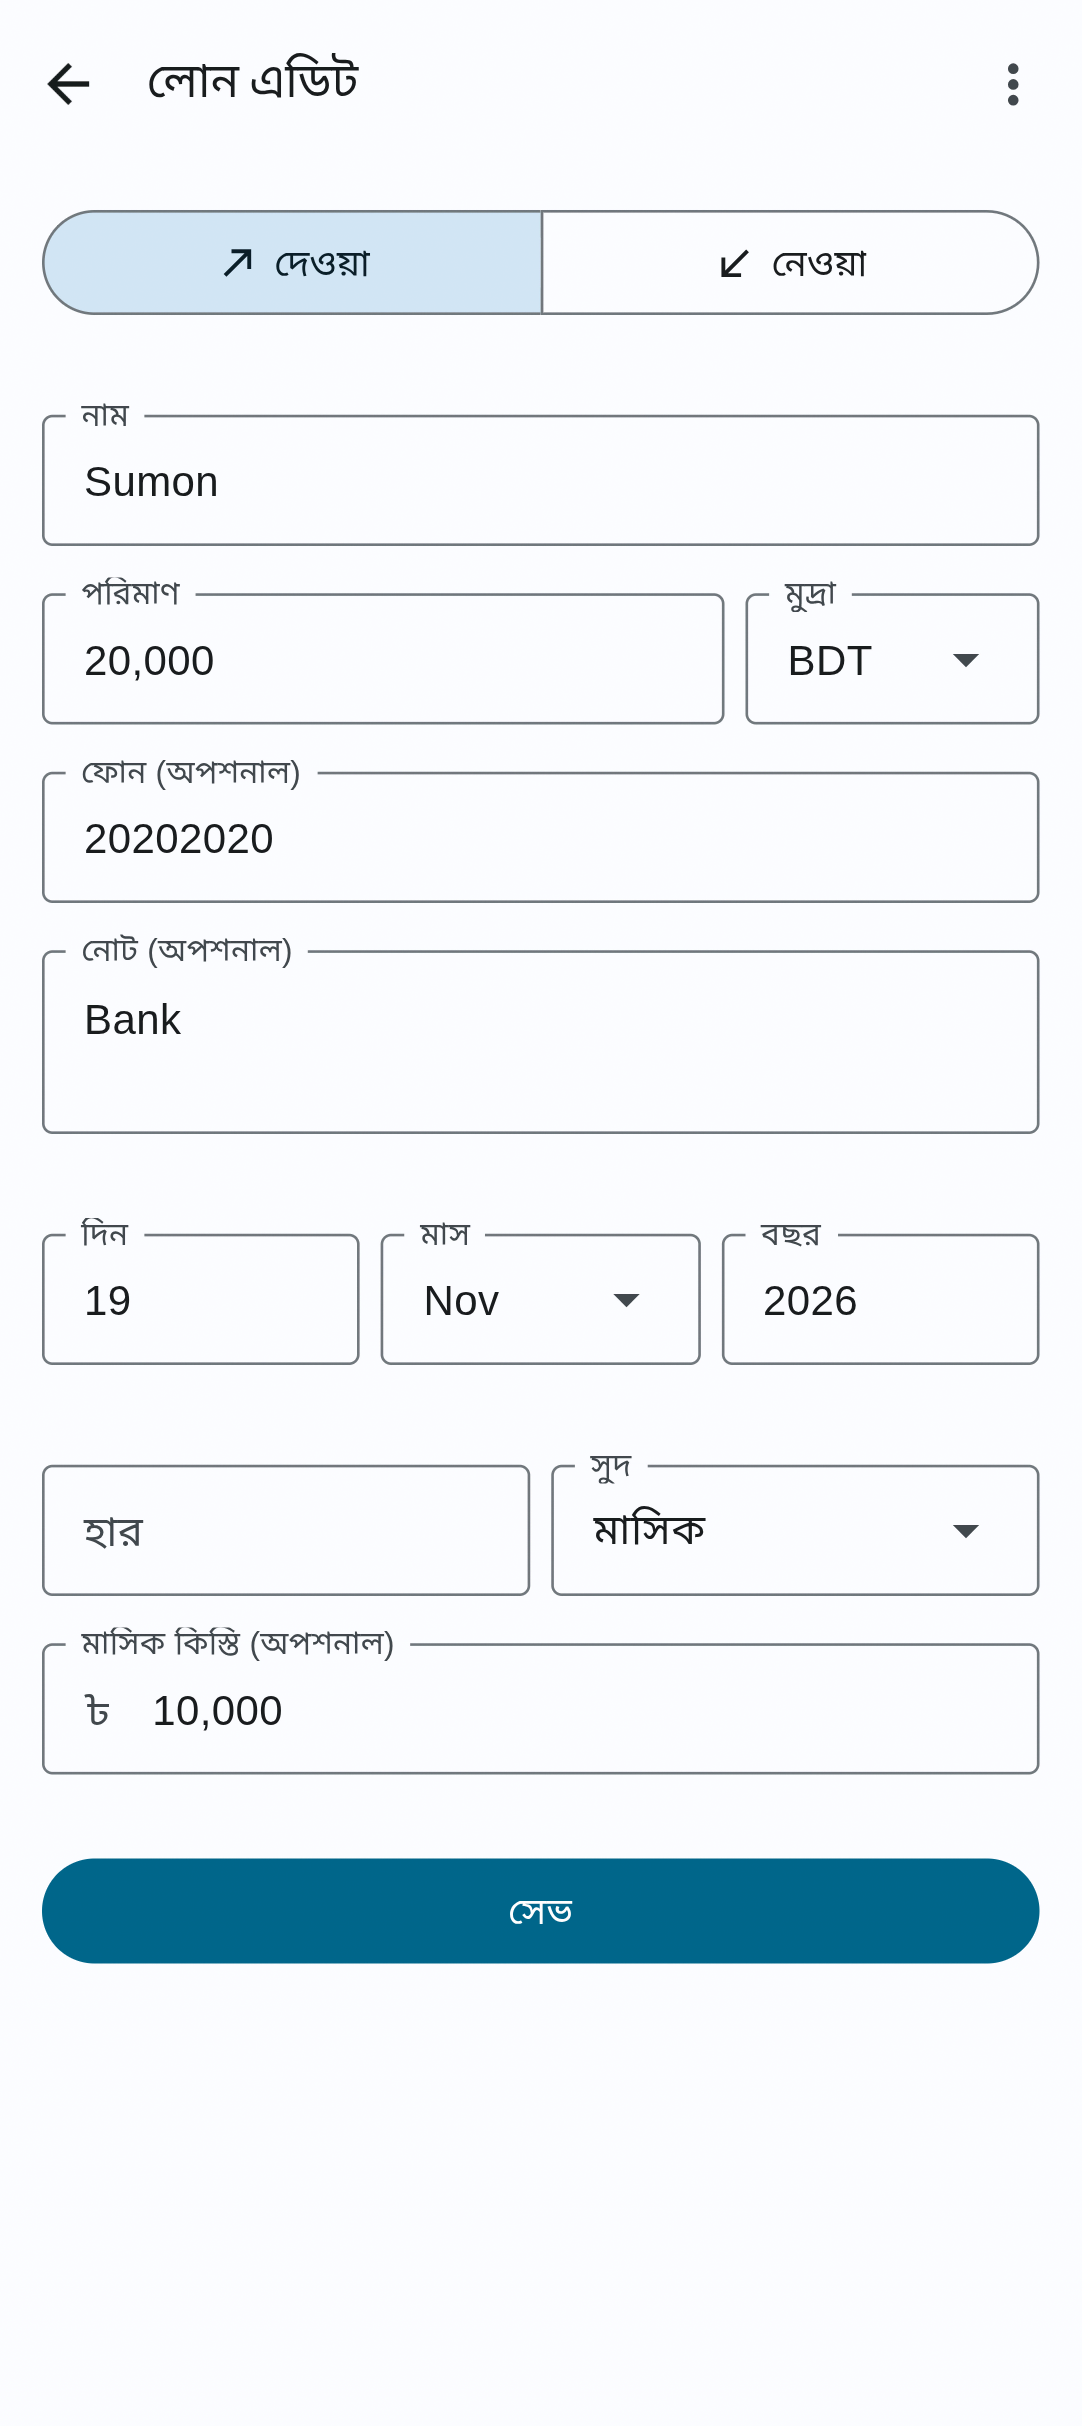 লোন এডিট
দেওয়া
নেওয়া
নাম
Sumon
পরিমাণ
20,000
মুদ্রা
BDT
ফোন (অপশনাল)
20202020
নোট (অপশনাল)
Bank
দিন
19
মাস
Nov
বছর
2026
হার
সুদ
মাসিক
মাসিক কিস্তি (অপশনাল)
৳ 10,000
সেভ